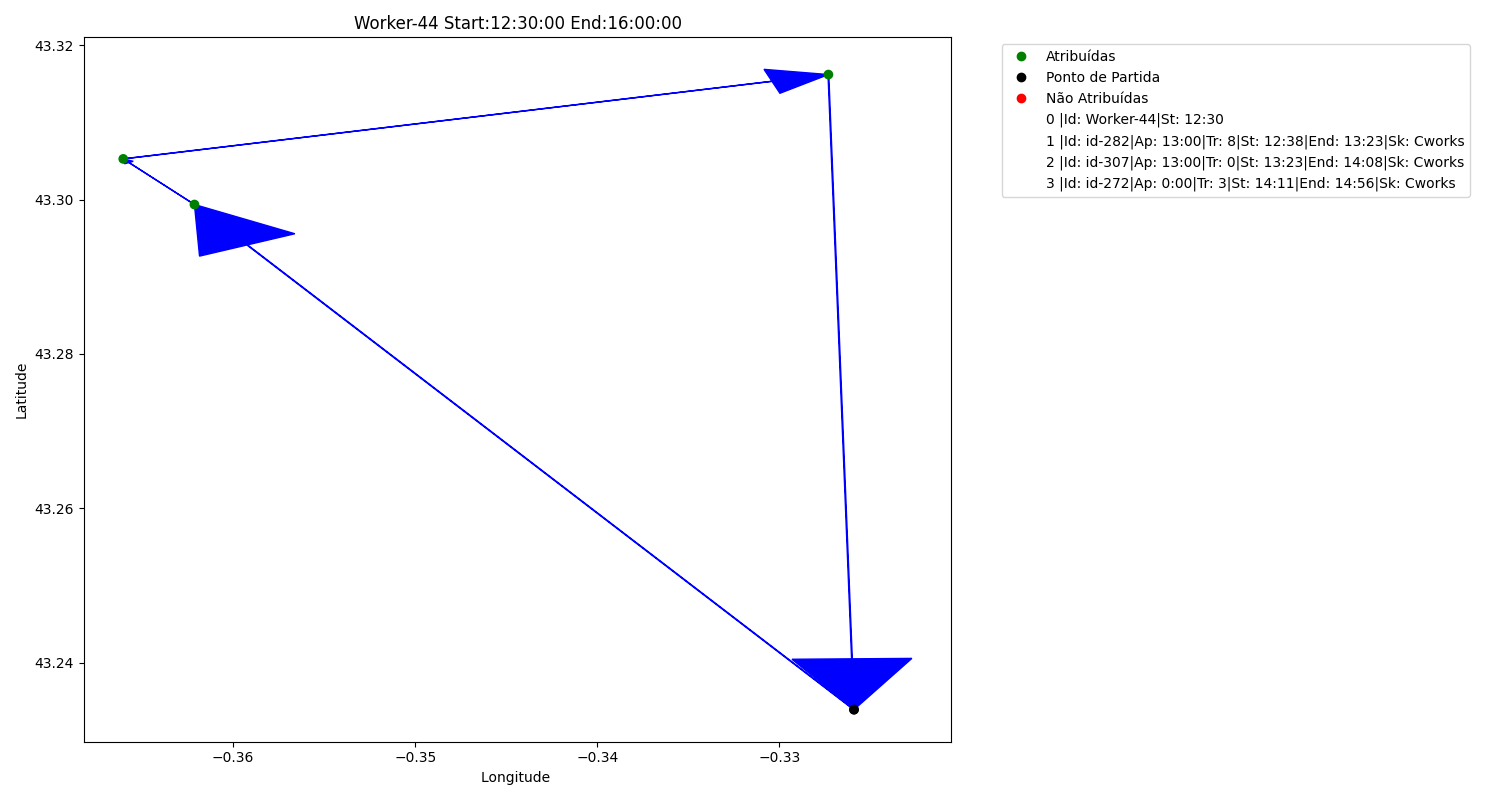 Worker-44 Start:12:30:00 End:16:00:00
43.32
43.30
43.28
43.26
43.24
Latitude
−0.36 −0.35 −0.34 −0.33
Longitude
Atribuídas
Ponto de Partida
Não Atribuídas
0 |Id: Worker-44|St: 12:30
1 |Id: id-282|Ap: 13:00|Tr: 8|St: 12:38|End: 13:23|Sk: Cworks
2 |Id: id-307|Ap: 13:00|Tr: 0|St: 13:23|End: 14:08|Sk: Cworks
3 |Id: id-272|Ap: 0:00|Tr: 3|St: 14:11|End: 14:56|Sk: Cworks